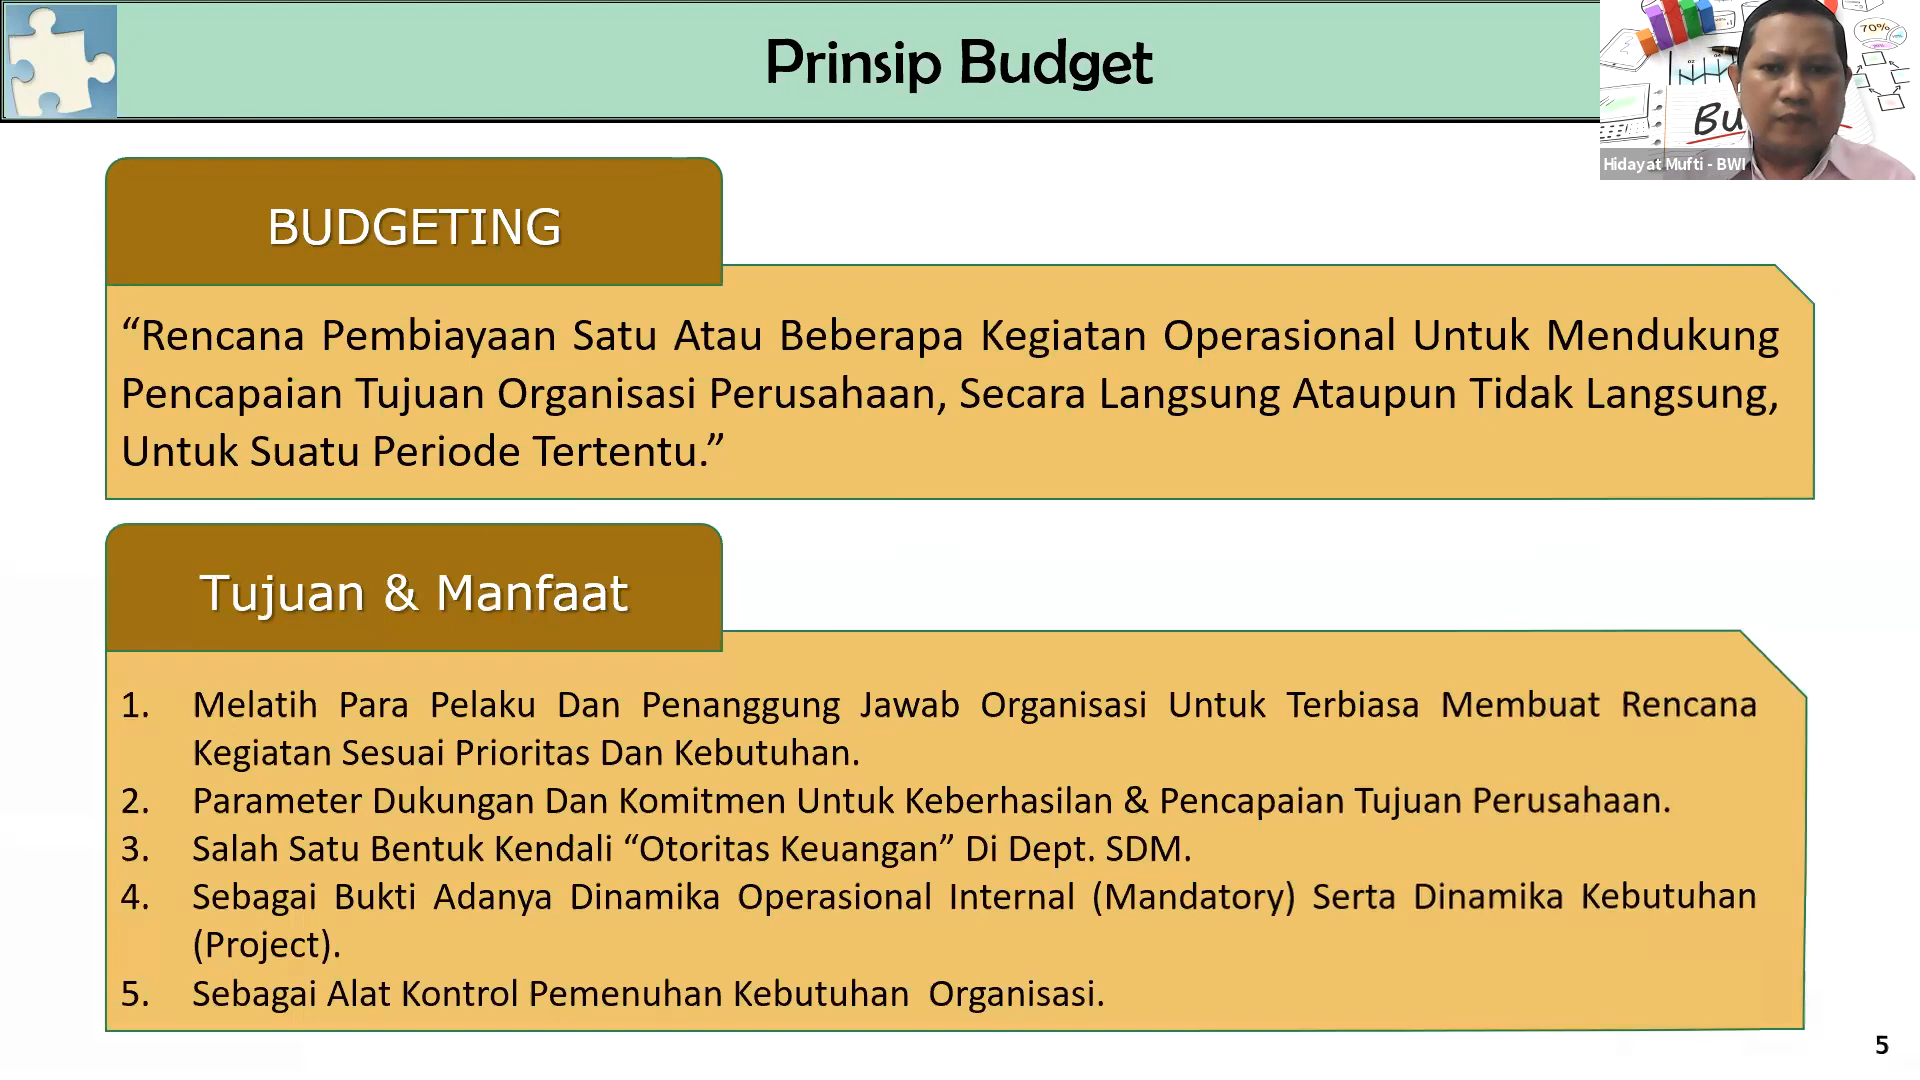 Prinsip Budget
70%
Bu
Hidayat Mufti - BWI
BUDGETING
“Rencana Pembiayaan Satu Atau Beberapa Kegiatan Operasional Untuk Mendukung
Pencapaian Tujuan Organisasi Perusahaan, Secara Langsung Ataupun Tidak Langsung,
Untuk Suatu Periode Tertentu.”
Tujuan & Manfaat
1. Melatih Para Pelaku Dan Penanggung Jawab Organisasi Untuk Terbiasa Membuat Rencana
Kegiatan Sesuai Prioritas Dan Kebutuhan.
2. Parameter Dukungan Dan Komitmen Untuk Keberhasilan & Pencapaian Tujuan Perusahaan.
3. Salah Satu Bentuk Kendali “Otoritas Keuangan” Di Dept. SDM.
4. Sebagai Bukti Adanya Dinamika Operasional Internal (Mandatory) Serta Dinamika Kebutuhan
(Project).
5. Sebagai Alat Kontrol Pemenuhan Kebutuhan Organisasi.
5